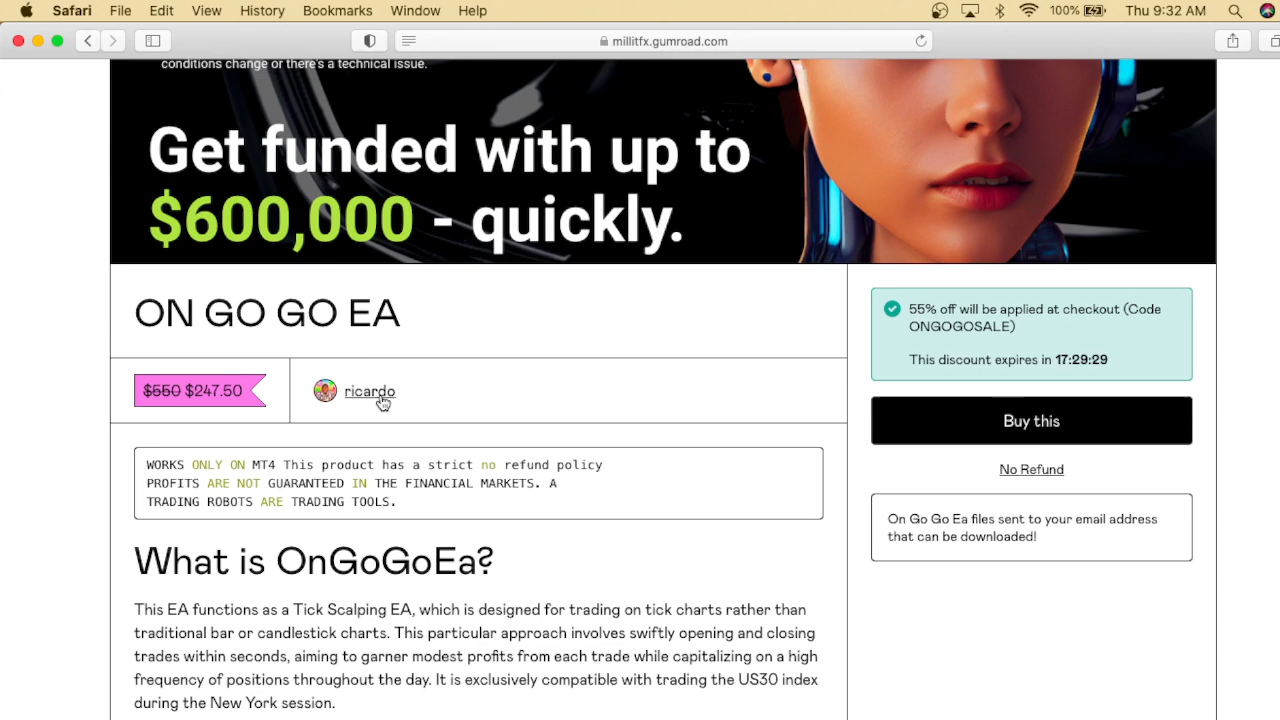 Safari File Edit View History Bookmarks Window Help 100% Thu 9:32 AM
millitfx.gumroad.com
conditions change or there's a technical issue.
Get funded with up to
$600,000 - quickly.
ON GO GO EA
$550 $247.50
ricardo
WORKS ONLY ON MT4 This product has a strict no refund policy
PROFITS ARE NOT GUARANTEED IN THE FINANCIAL MARKETS. A
TRADING ROBOTS ARE TRADING TOOLS.
What is OnGoGoEa?
This EA functions as a Tick Scalping EA, which is designed for trading on tick charts rather than
traditional bar or candlestick charts. This particular approach involves swiftly opening and closing
trades within seconds, aiming to garner modest profits from each trade while capitalizing on a high
frequency of positions throughout the day. It is exclusively compatible with trading the US30 index
during the New York session.
55% off will be applied at checkout (Code
ONGOGOSALE)
This discount expires in 17:29:29
Buy this
No Refund
On Go Go Ea files sent to your email address
that can be downloaded!